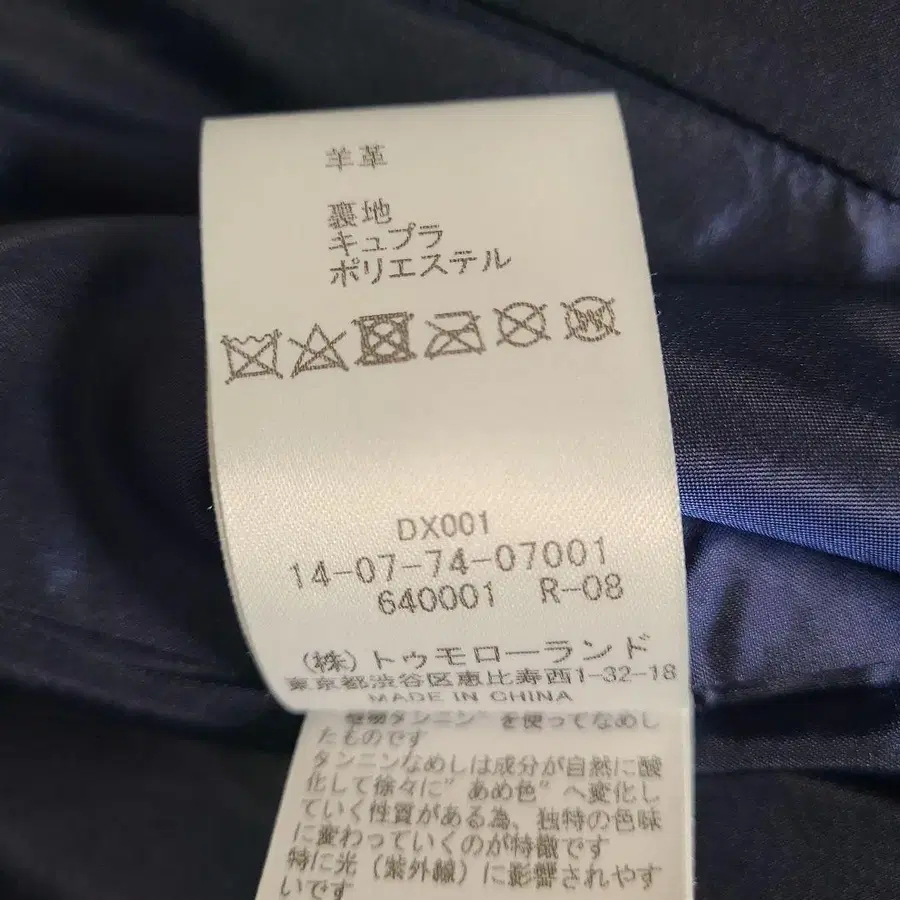 羊革
裏地
キュプラ
ポリエステル
DX001
14-07-74-07001
640001 R-08
(株)トゥモローランド
東京都渋谷区恵比寿西1-32-18
MADE IN CHINA
植物タンニン"を使ってなめし
たものです
タンニンなめしは成分が自然に酸
化して徐々に"あめ色"へ変化し
ていく性質がある為、独特の色味
に変わっていくのが特徴です
特に光(紫外線)に影響されやす
いです